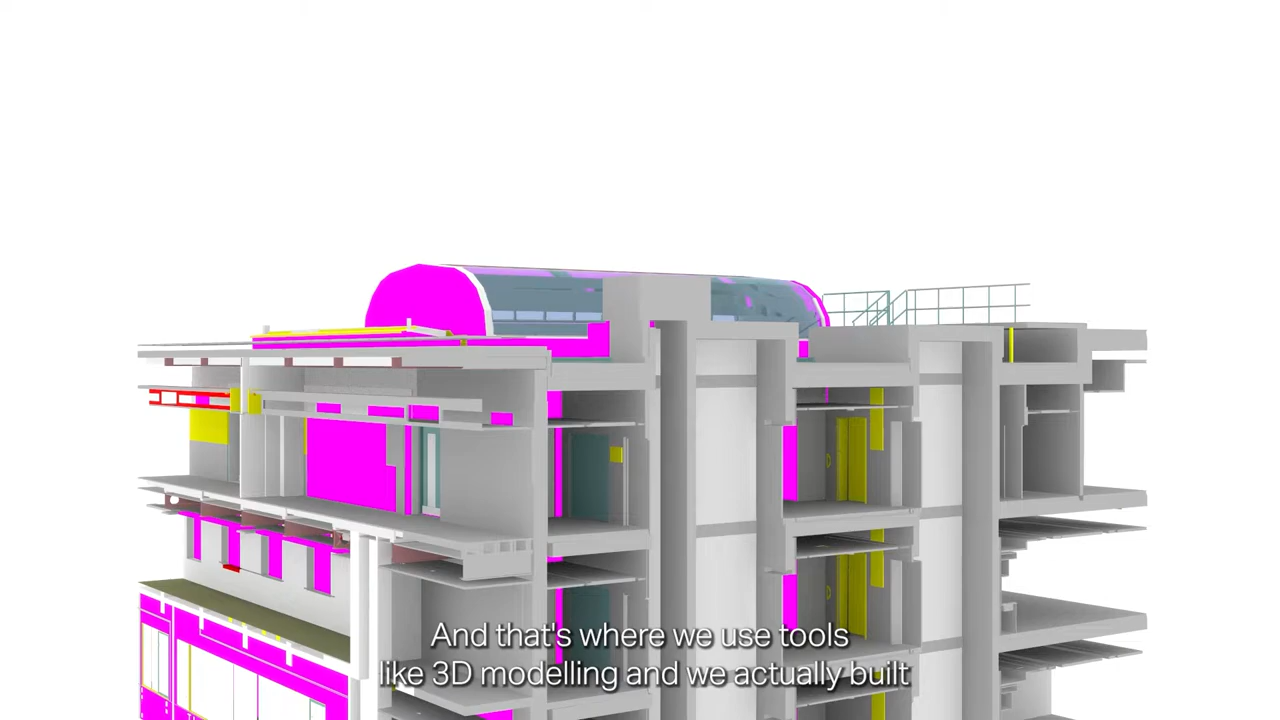 And that's where we use tools
like 3D modelling and we actually built